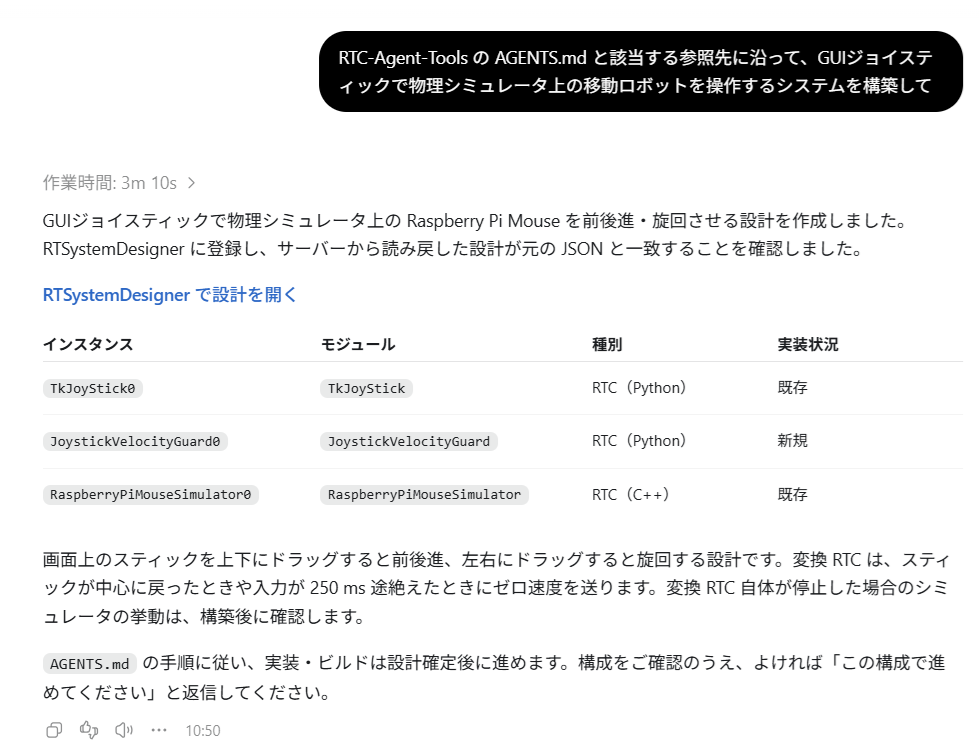 RTC-Agent-Tools の AGENTS.md と該当する参照先に沿って、GUIジョイステ
ィックで物理シミュレータ上の移動ロボットを操作するシステムを構築して
作業時間: 3m 10s >
GUIジョイスティックで物理シミュレータ上の Raspberry Pi Mouse を前後進・旋回させる設計を作成しました。
RTSystemDesigner に登録し、サーバーから読み戻した設計が元の JSON と一致することを確認しました。
RTSystemDesigner で設計を開く
インスタンス モジュール 種別 実装状況
TkJoyStick0 TkJoyStick RTC（Python） 既存
JoystickVelocityGuard0 JoystickVelocityGuard RTC（Python） 新規
RaspberryPiMouseSimulator0 RaspberryPiMouseSimulator RTC（C++） 既存
画面上のスティックを上下にドラッグすると前後進、左右にドラッグすると旋回する設計です。変換 RTC は、スティ
ックが中心に戻ったときや入力が 250 ms 途絶えたときにゼロ速度を送ります。変換 RTC 自体が停止した場合のシミ
ュレータの挙動は、構築後に確認します。
AGENTS.md の手順に従い、実装・ビルドは設計確定後に進めます。構成をご確認のうえ、よければ「この構成で進
めてください」と返信してください。
10:50